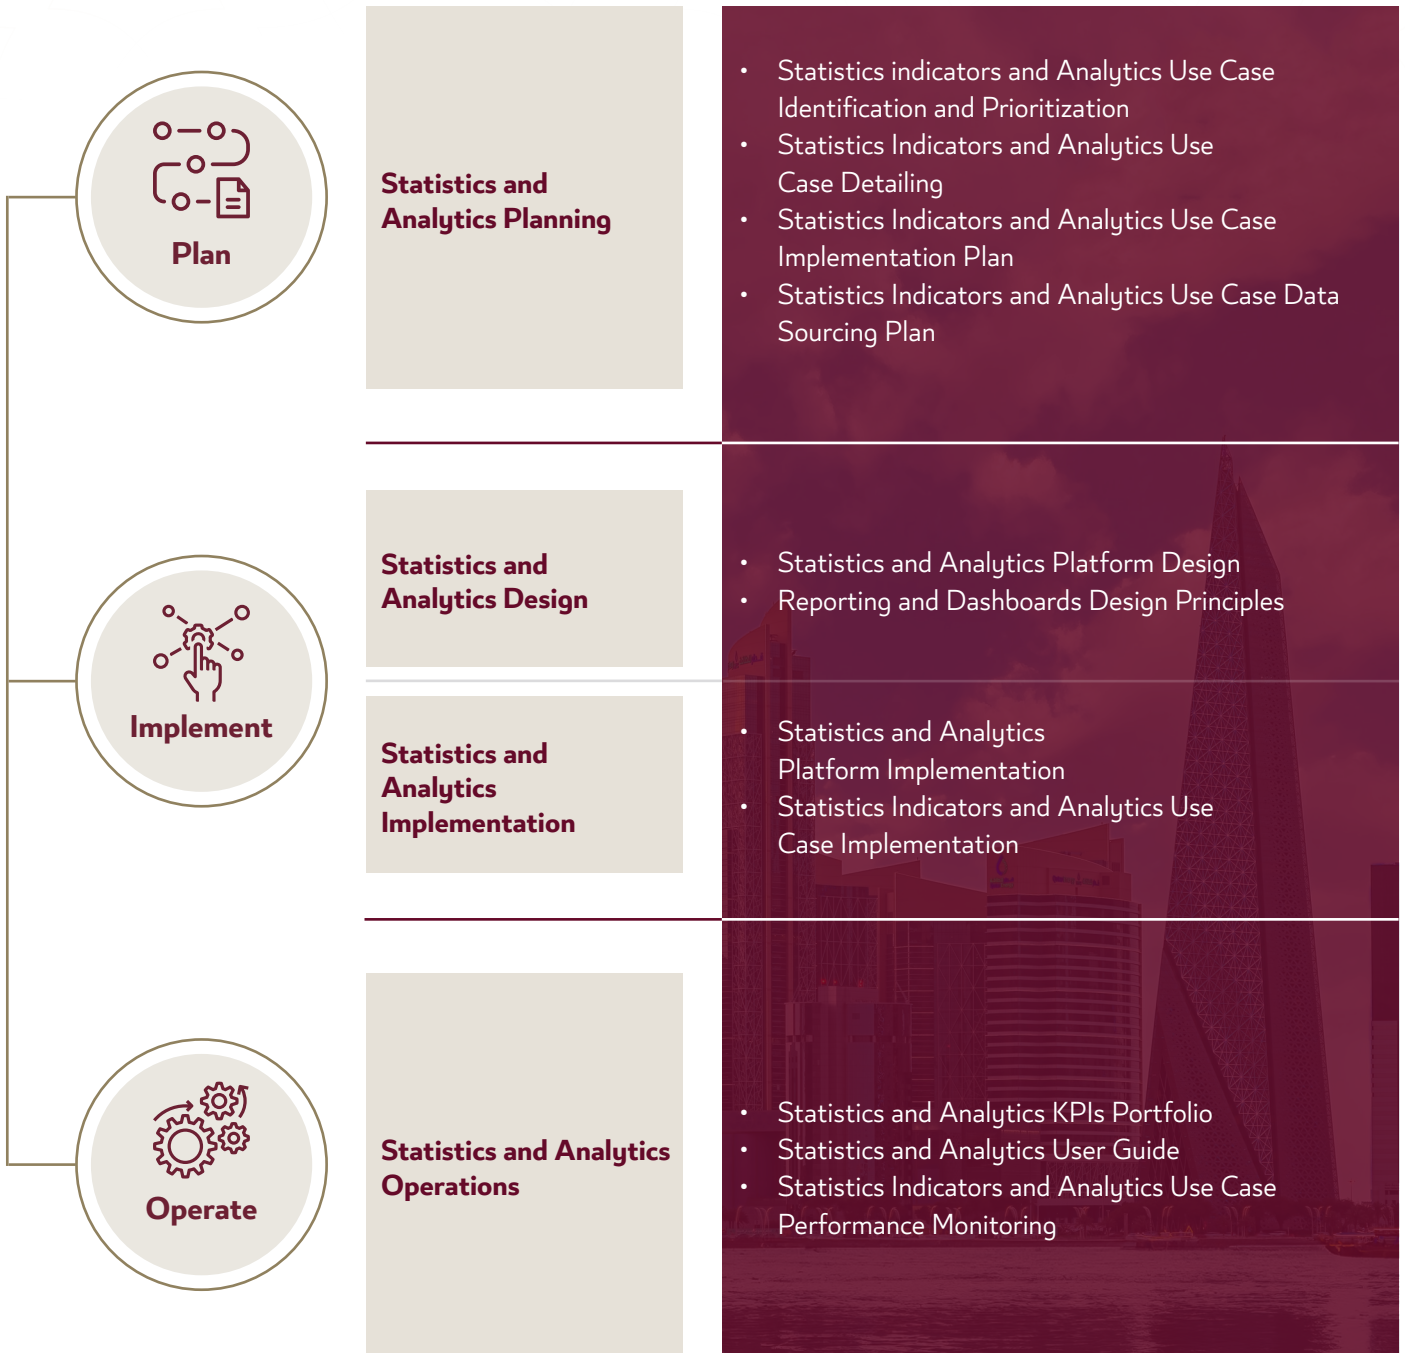 Plan
Statistics and
Analytics Planning
• Statistics indicators and Analytics Use Case
Identification and Prioritization
• Statistics Indicators and Analytics Use
Case Detailing
• Statistics Indicators and Analytics Use Case
Implementation Plan
• Statistics Indicators and Analytics Use Case Data
Sourcing Plan
Implement
Statistics and
Analytics Design
• Statistics and Analytics Platform Design
• Reporting and Dashboards Design Principles
Statistics and
Analytics
Implementation
• Statistics and Analytics
Platform Implementation
• Statistics Indicators and Analytics Use
Case Implementation
Operate
Statistics and Analytics
Operations
• Statistics and Analytics KPIs Portfolio
• Statistics and Analytics User Guide
• Statistics Indicators and Analytics Use Case
Performance Monitoring